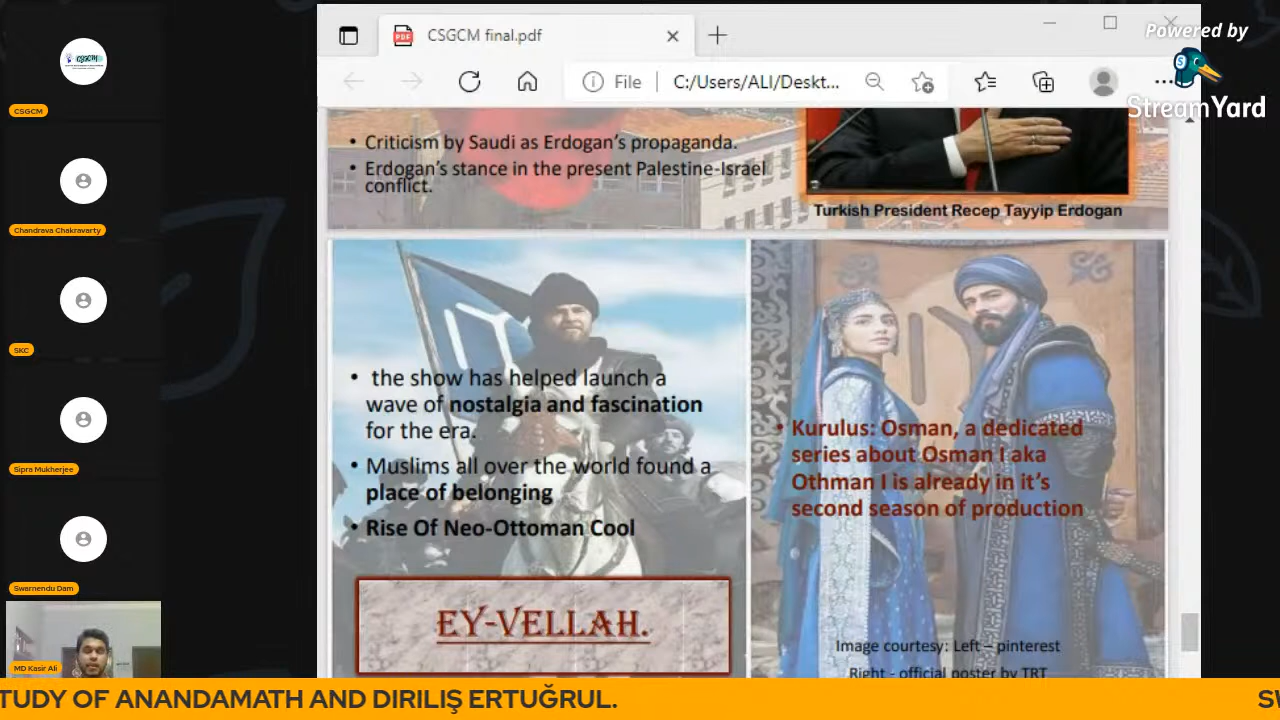 CSGCM final.pdf
Powered by
StreamYard
File
C:/Users/ALI/Deskt...
CSGCM
Chandrava Chakravarty
SKC
Sipra Mukherjee
Swarnendu Dam
MD Kasir Ali
• Criticism by Saudi as Erdogan's propaganda.
• Erdogan's stance in the present Palestine-Israel
conflict.
Turkish President Recep Tayyip Erdogan
• the show has helped launch a
wave of nostalgia and fascination
for the era.
• Muslims all over the world found a
place of belonging
• Rise Of Neo-Ottoman Cool
EY-VELLAH.
• Kurulus: Osman, a dedicated
series about Osman I aka
Othman I is already in it's
second season of production
Image courtesy: Left – pinterest
Right - official poster by TRT
STUDY OF ANANDAMATH AND DIRILIŞ ERTUĞRUL.
SW